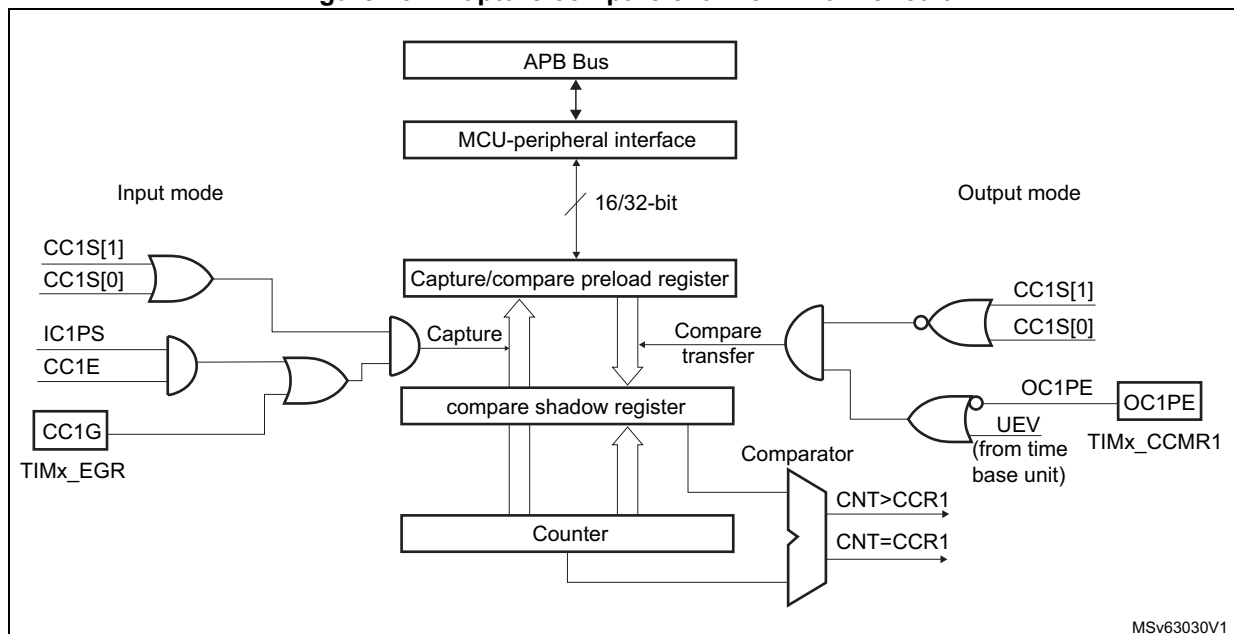 APB Bus
MCU-peripheral interface
Input mode
16/32-bit
Output mode
CC1S[1]
CC1S[0]
Capture/compare preload register
CC1S[1]
CC1S[0]
IC1PS
CC1E
Capture
Compare
transfer
CC1G
TIMx_EGR
compare shadow register
OC1PE
OC1PE
UEV
(from time
base unit)
TIMx_CCMR1
Comparator
CNT>CCR1
Counter
CNT=CCR1
MSv63030V1